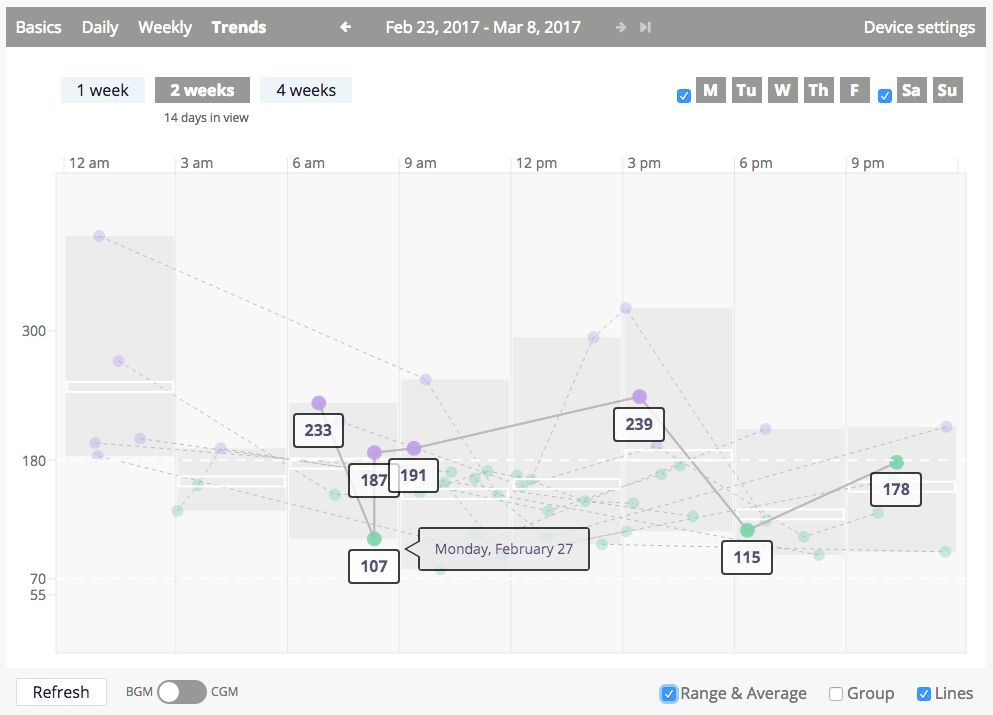 Basics Daily Weekly Trends Feb 23, 2017 - Mar 8, 2017 Device settings
1 week 2 weeks 4 weeks M Tu W Th F Sa Su
14 days in view
12 am 3 am 6 am 9 am 12 pm 3 pm 6 pm 9 pm
300
239
233
180
187 191
178
Monday, February 27
115
107
70
55
Refresh BGM CGM Range & Average Group Lines